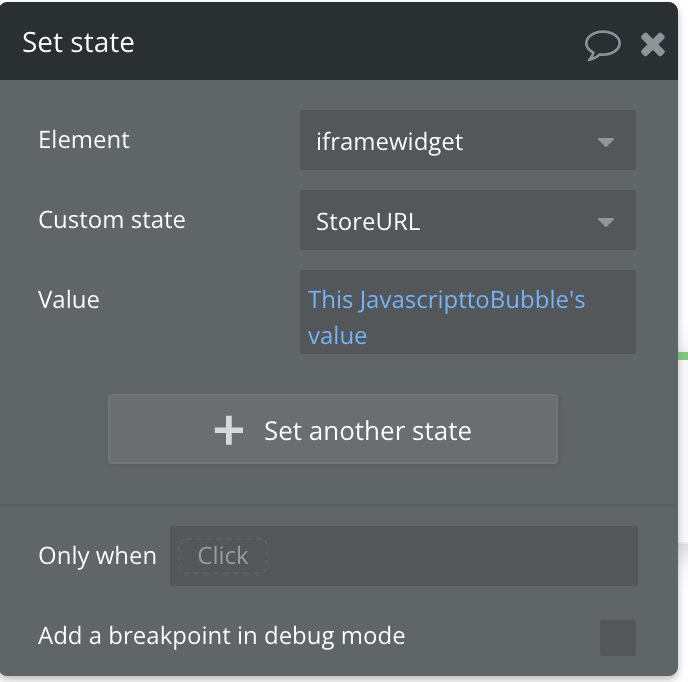 Set state
Element
iframewidget
Custom state
StoreURL
Value
This JavascripttoBubble's
value
Set another state
Only when
Click
Add a breakpoint in debug mode